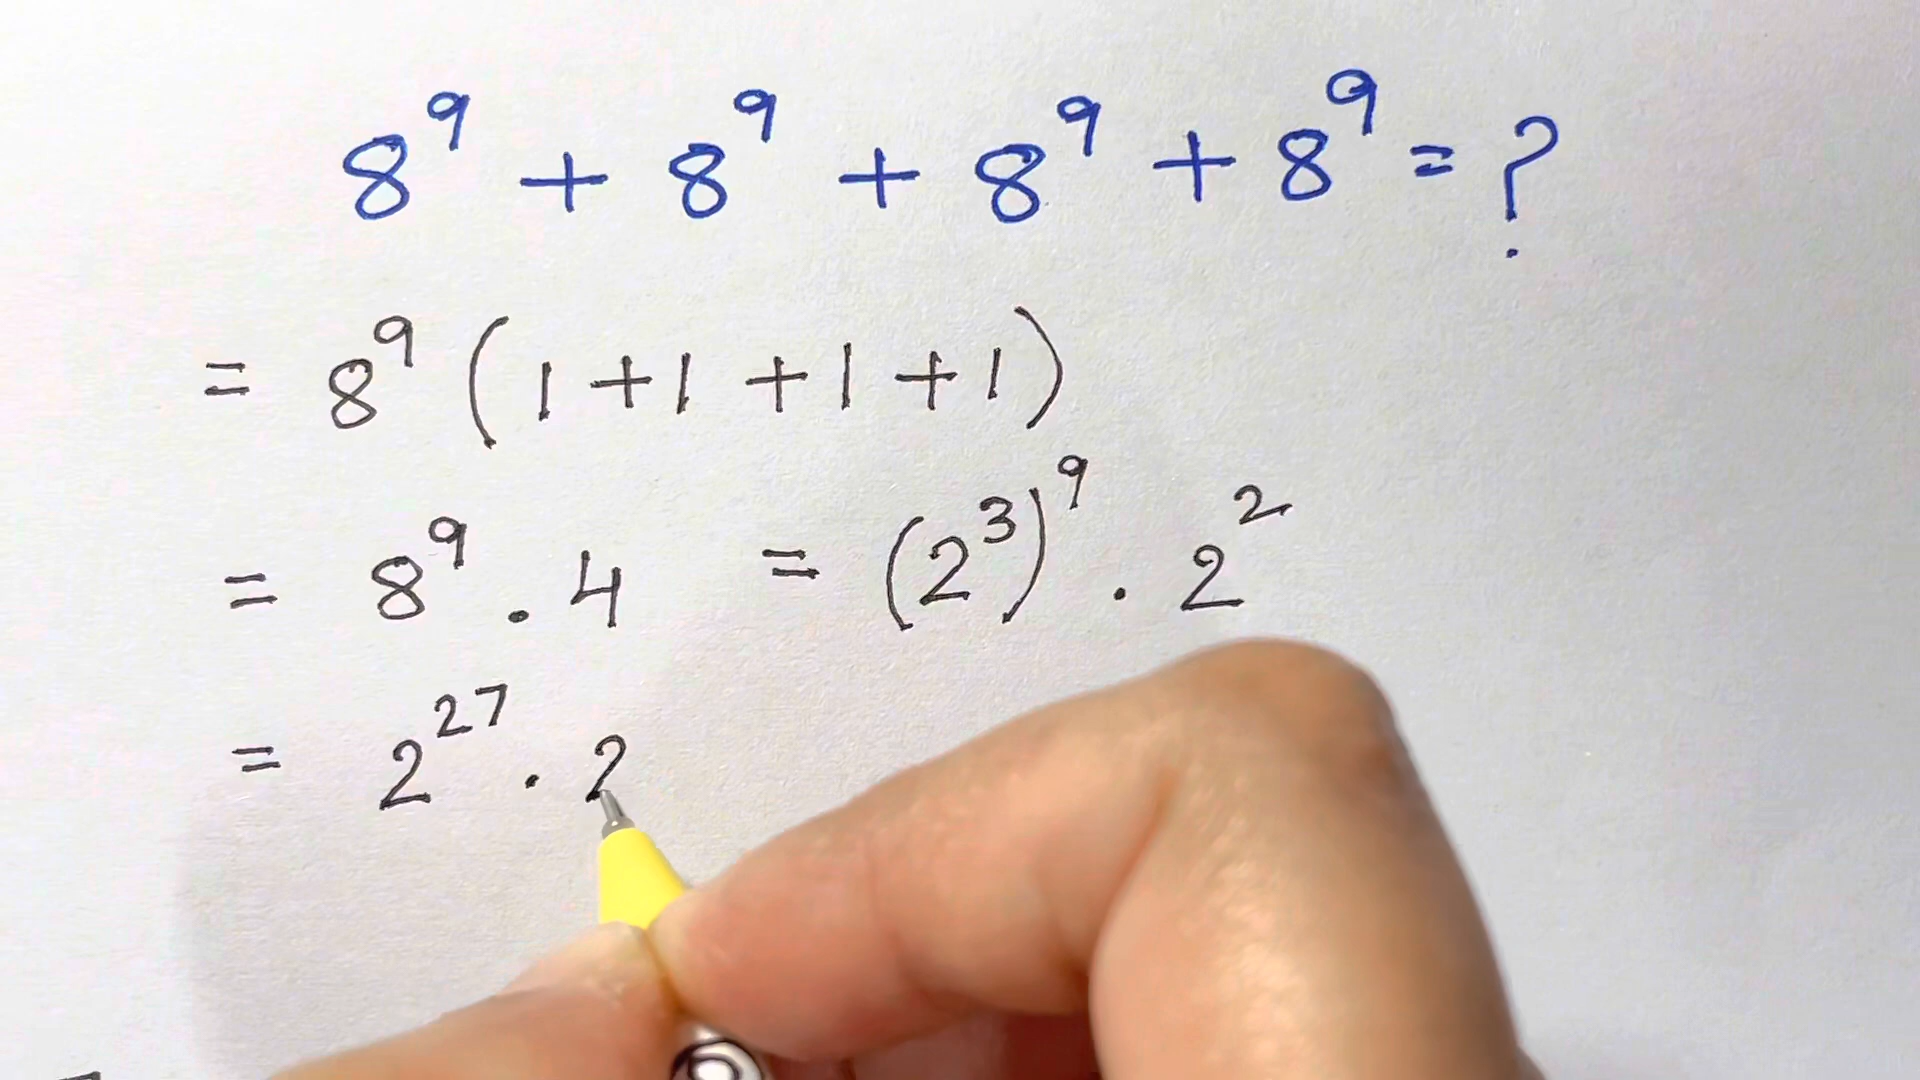 8⁹ + 8⁹ + 8⁹ + 8⁹ = ?
= 8⁹ (1 + 1 + 1 + 1)
= 8⁹ . 4 = (2³)⁹ . 2²
= 2²⁷ . 2